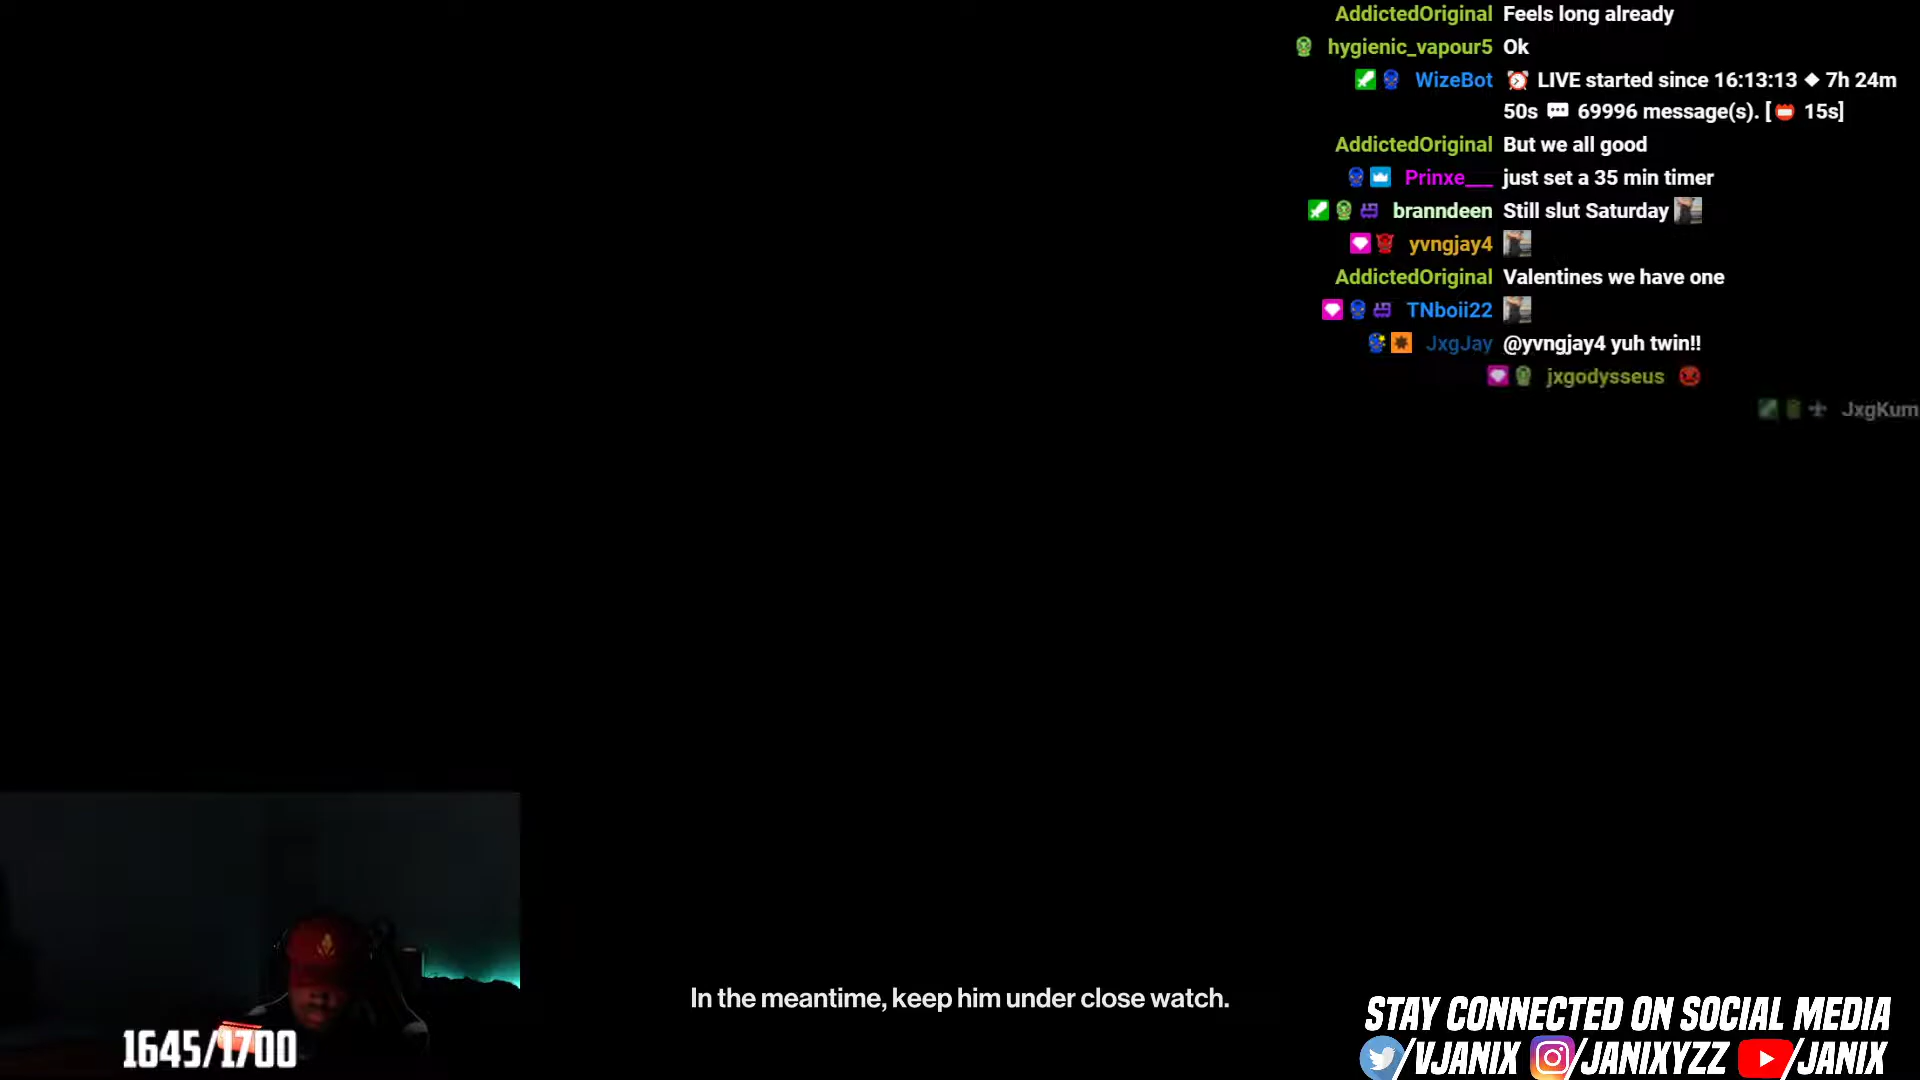 AddictedOriginal Feels long already
hygienic_vapour5 Ok
WizeBot LIVE started since 16:13:13 ◆ 7h 24m
50s 69996 message(s). [ 15s]
AddictedOriginal But we all good
Prinxe___ just set a 35 min timer
branndeen Still slut Saturday
yvngjay4
AddictedOriginal Valentines we have one
TNboii22
JxgJay @yvngjay4 yuh twin!!
jxgodysseus
JxgKum
In the meantime, keep him under close watch.
1645/1700
STAY CONNECTED ON SOCIAL MEDIA
/VJANIX /JANIXYZZ /JANIX